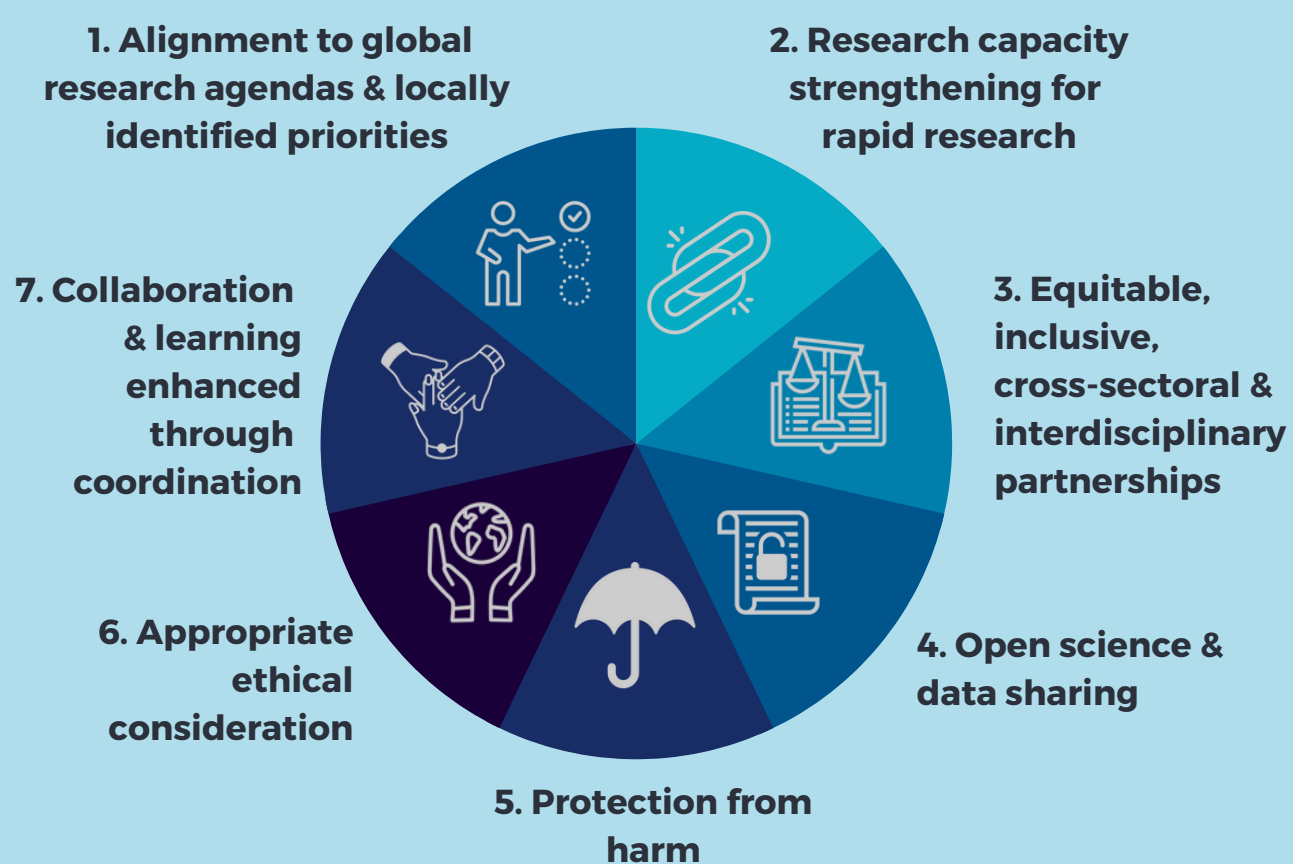 1. Alignment to global
research agendas & locally
identified priorities
2. Research capacity
strengthening for
rapid research
3. Equitable,
inclusive,
cross-sectoral &
interdisciplinary
partnerships
4. Open science &
data sharing
5. Protection from
harm
6. Appropriate
ethical
consideration
7. Collaboration
& learning
enhanced
through
coordination